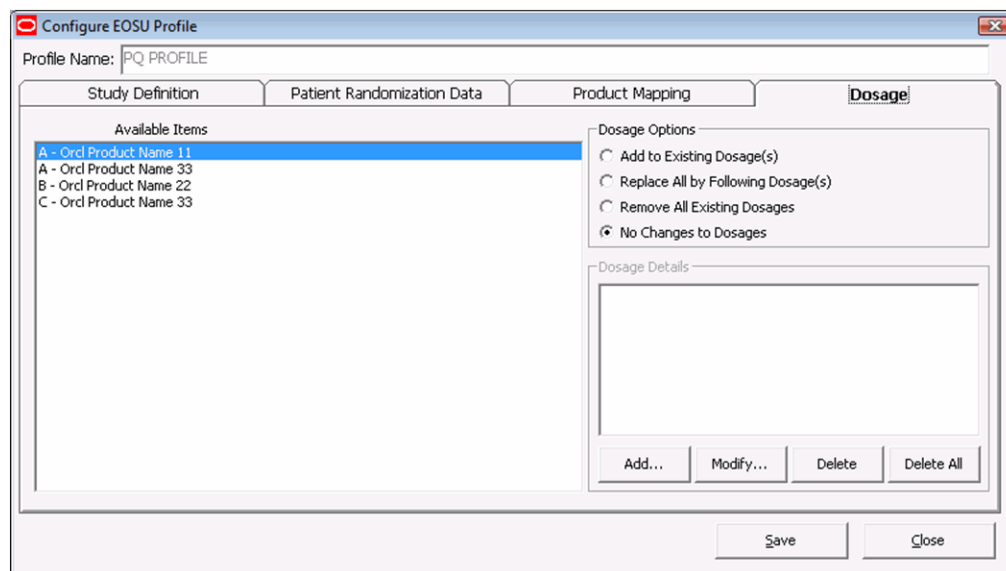 Configure EOSU Profile
Profile Name: PQ PROFILE
Study Definition Patient Randomization Data Product Mapping Dosage
Available Items
A - Orcl Product Name 11
A - Orcl Product Name 33
B - Orcl Product Name 22
C - Orcl Product Name 33
Dosage Options
Add to Existing Dosage(s)
Replace All by Following Dosage(s)
Remove All Existing Dosages
No Changes to Dosages
Dosage Details
Add... Modify... Delete Delete All
Save Close